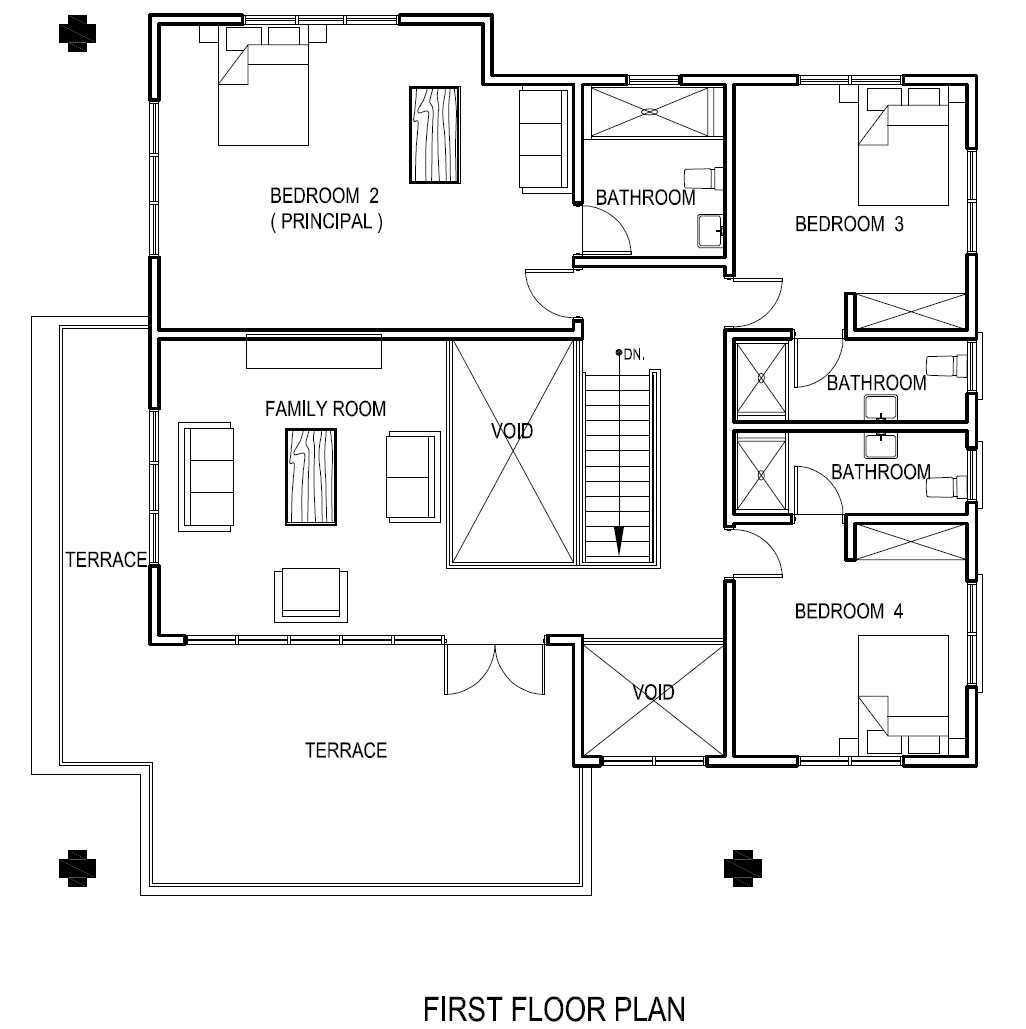 BEDROOM 2
( PRINCIPAL )
BATHROOM
BEDROOM 3
DN.
BATHROOM
FAMILY ROOM
VOID
BATHROOM
TERRACE
BEDROOM 4
VOID
TERRACE
FIRST FLOOR PLAN